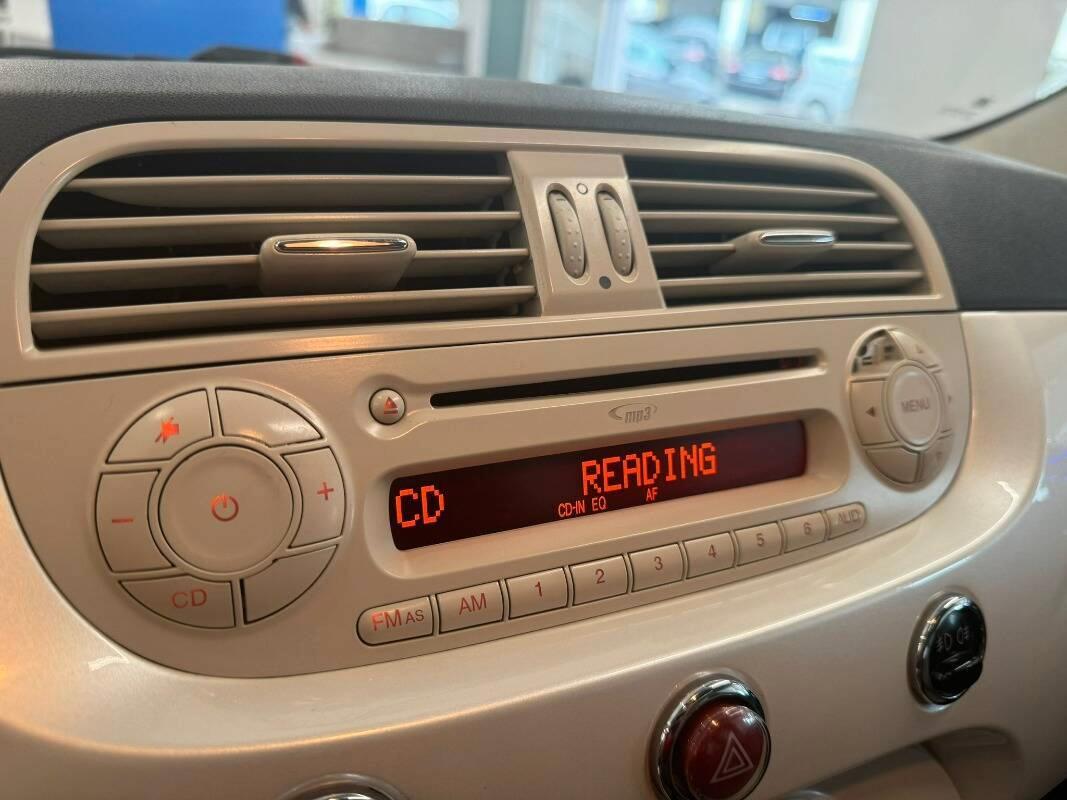 mp3
MENU
CD READING
CD-IN EQ AF
− +
CD
FM AS AM 1 2 3 4 5 6 AUD